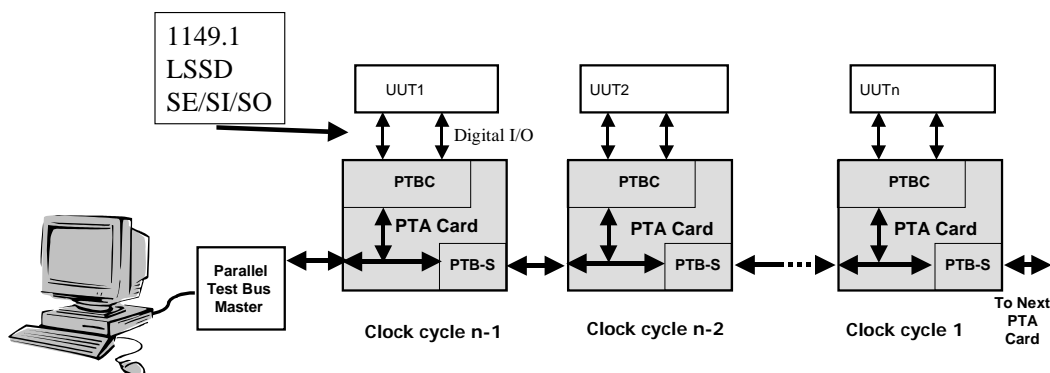 1149.1
LSSD
SE/SI/SO
UUT1
UUT2
UUTn
Digital I/O
PTBC
PTBC
PTBC
PTA Card
PTA Card
PTA Card
PTB-S
PTB-S
PTB-S
Parallel
Test Bus
Master
To Next
PTA
Card
Clock cycle n-1
Clock cycle n-2
Clock cycle 1